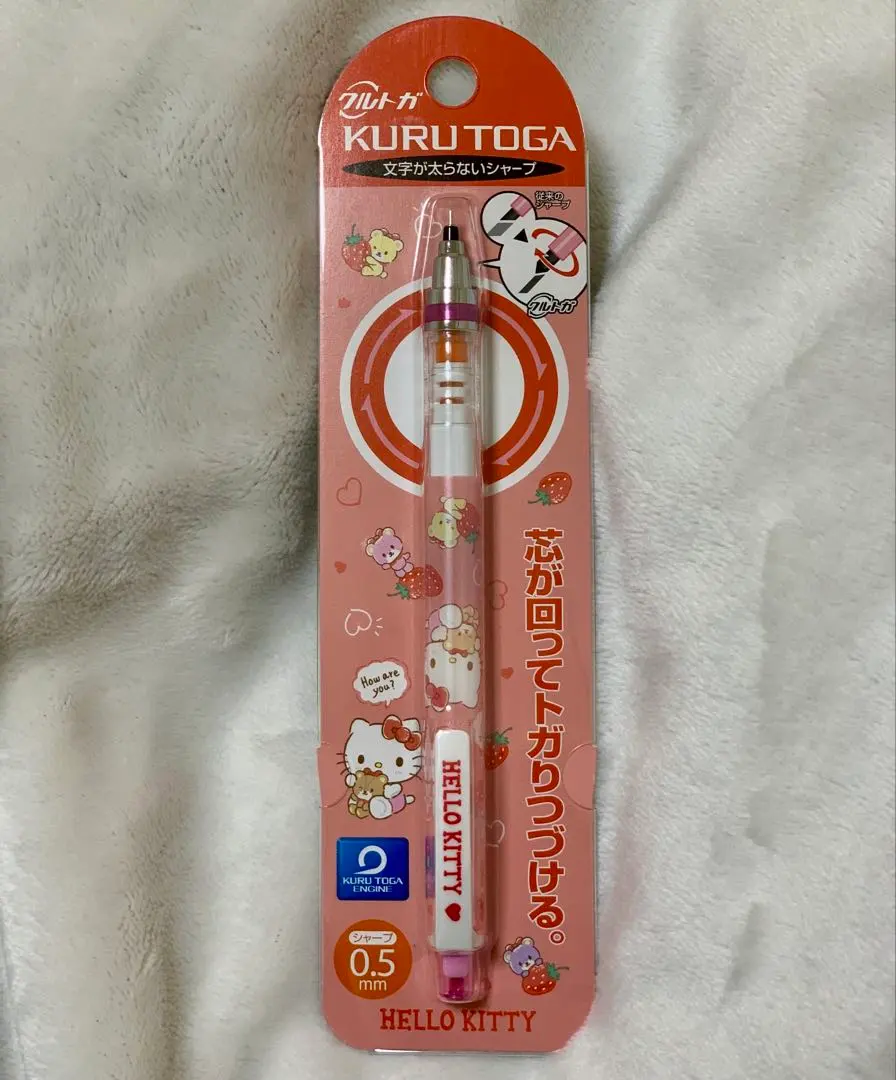 クルトガ
KURUTOGA
文字が太らないシャープ
従来の
シャープ
クルトガ
芯が回ってトガりつづける。
How are
you?
HELLO KITTY
KURU TOGA
ENGINE
シャープ
0.5
mm
HELLO KITTY